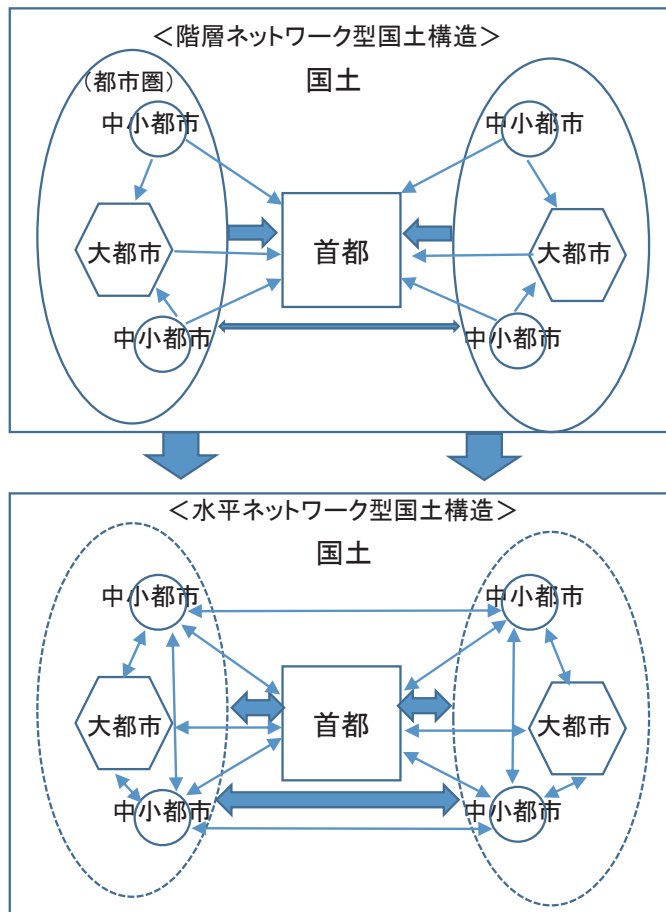 ＜階層ネットワーク型国土構造＞
国土
（都市圏）
中小都市
中小都市
大都市
首都
大都市
中小都市
中小都市
＜水平ネットワーク型国土構造＞
国土
中小都市
中小都市
大都市
首都
大都市
中小都市
中小都市